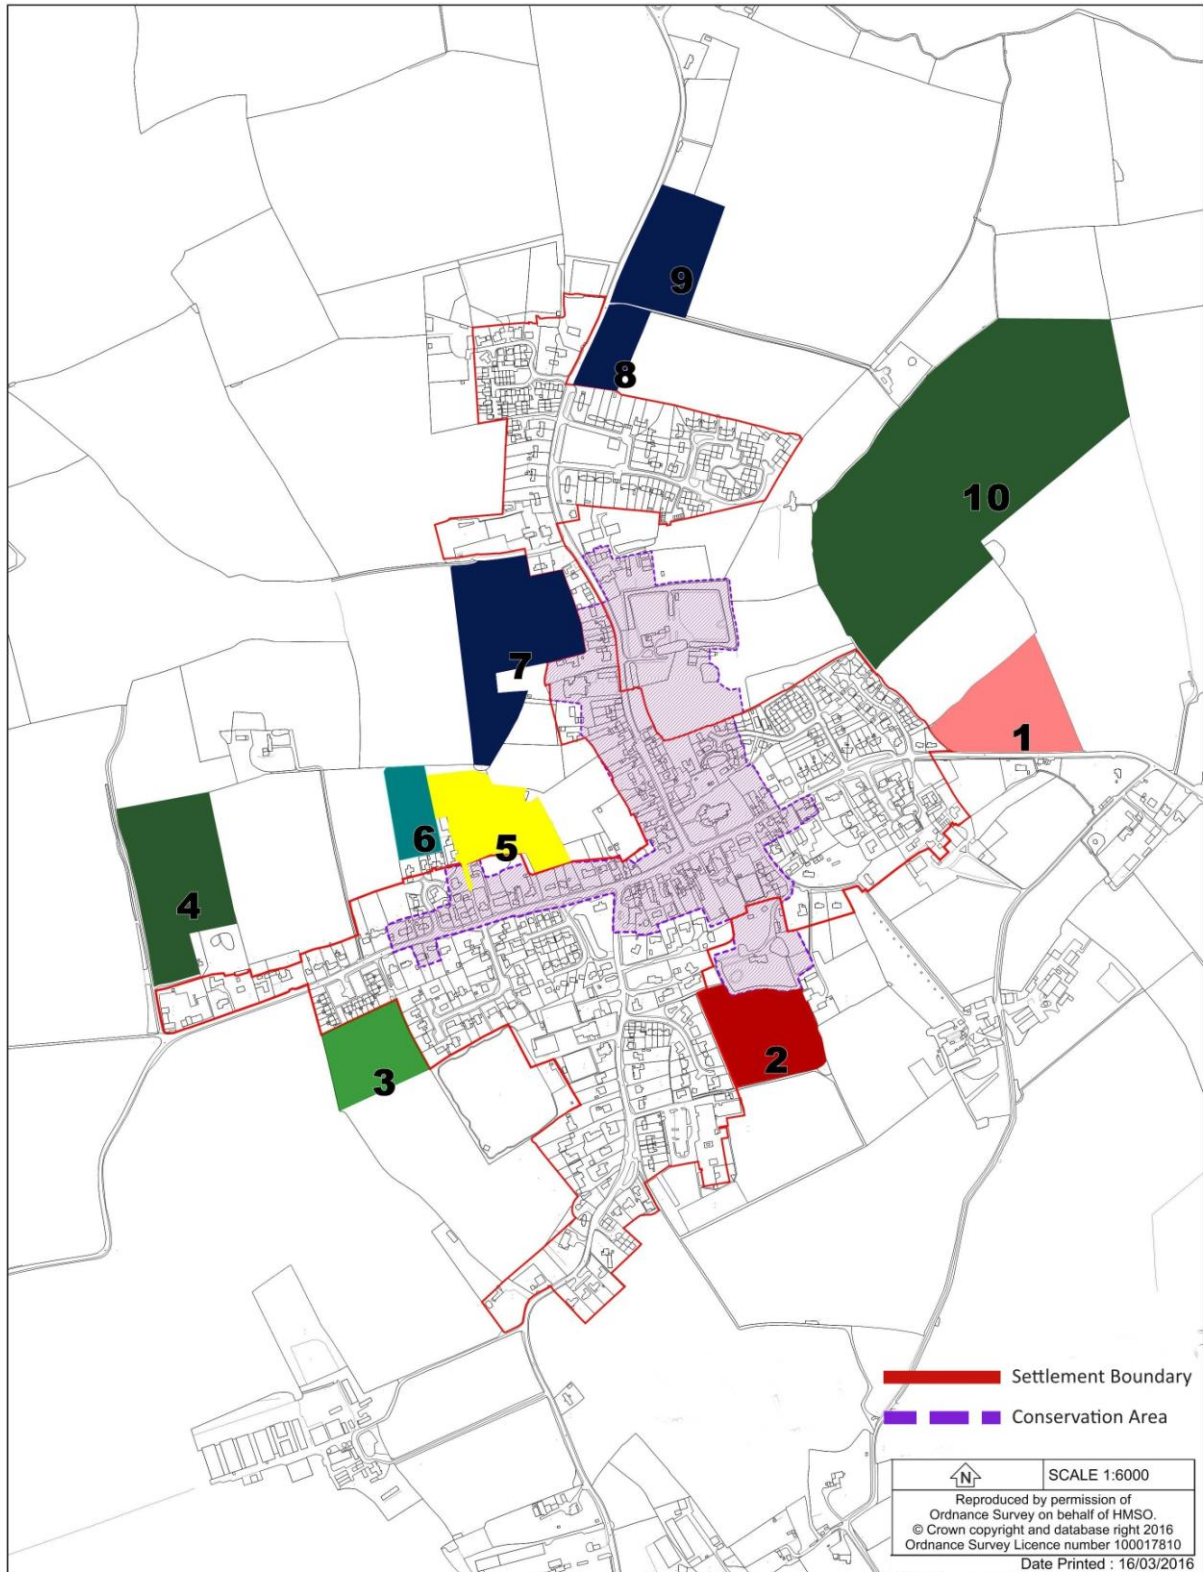 9
8
10
7
1
6
5
4
3
2
Settlement Boundary
Conservation Area
N
SCALE 1:6000
Reproduced by permission of
Ordnance Survey on behalf of HMSO.
© Crown copyright and database right 2016
Ordnance Survey Licence number 100017810
Date Printed : 16/03/2016